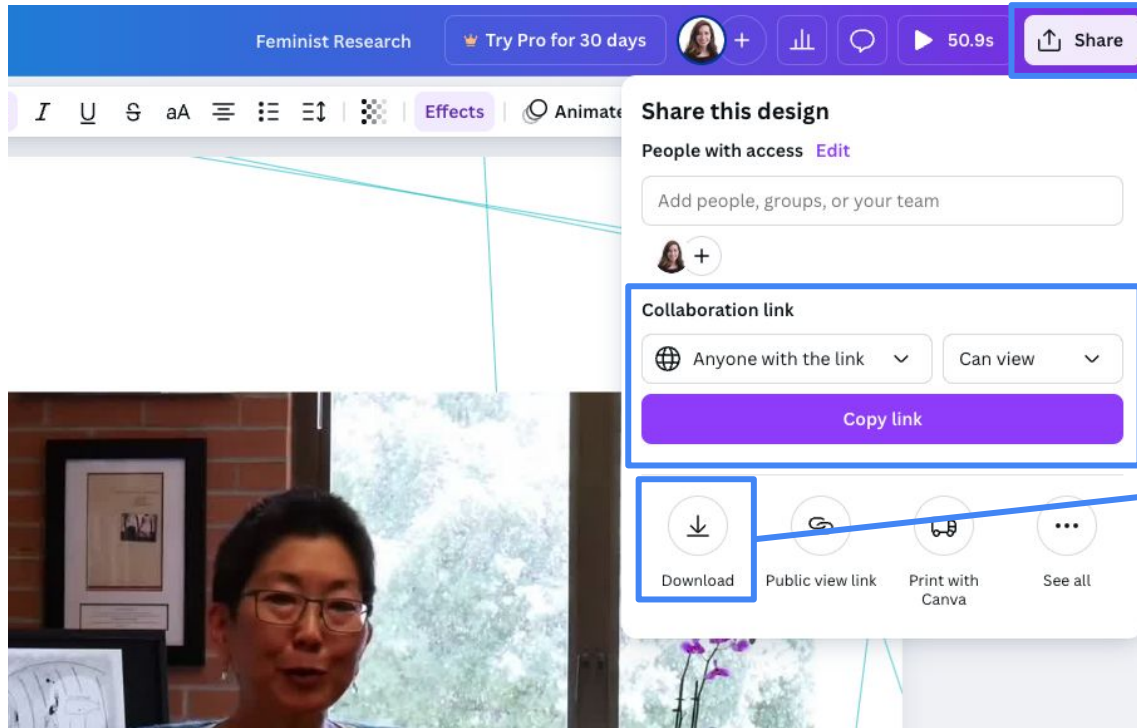 Feminist Research
Try Pro for 30 days
+
50.9s
Share
I U S aA
Effects
Animate
Share this design
People with access Edit
Add people, groups, or your team
+
Collaboration link
Anyone with the link
Can view
Copy link
Download
Public view link
Print with
Canva
See all